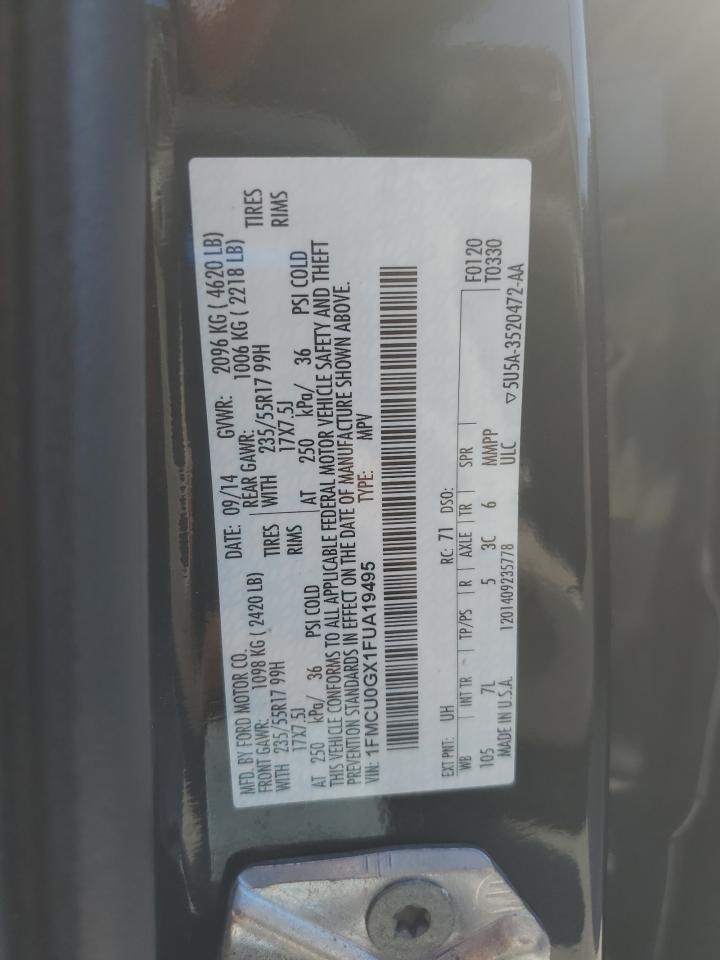 MFD. BY FORD MOTOR CO.
DATE: 09/14 GVWR: 2096 KG ( 4620 LB)
FRONT GAWR: 1098 KG ( 2420 LB) REAR GAWR: 1006 KG ( 2218 LB)
WITH 235/55R17 99H TIRES WITH 235/55R17 99H TIRES
17X7.5J RIMS 17X7.5J RIMS
AT 250 kPa/ 36 PSI COLD AT 250 kPa/ 36 PSI COLD
THIS VEHICLE CONFORMS TO ALL APPLICABLE FEDERAL MOTOR VEHICLE SAFETY AND THEFT
PREVENTION STANDARDS IN EFFECT ON THE DATE OF MANUFACTURE SHOWN ABOVE.
VIN: 1FMCU0GX1FUA19495 TYPE: MPV
EXT PNT: UH RC: 71 DSO:
WB INT TR TP/PS R AXLE TR SPR F0120
105 7L 5 3C 6 MMPP T0330
MADE IN U.S.A. 1201409235778 ULC ▽5U5A-3520472-AA